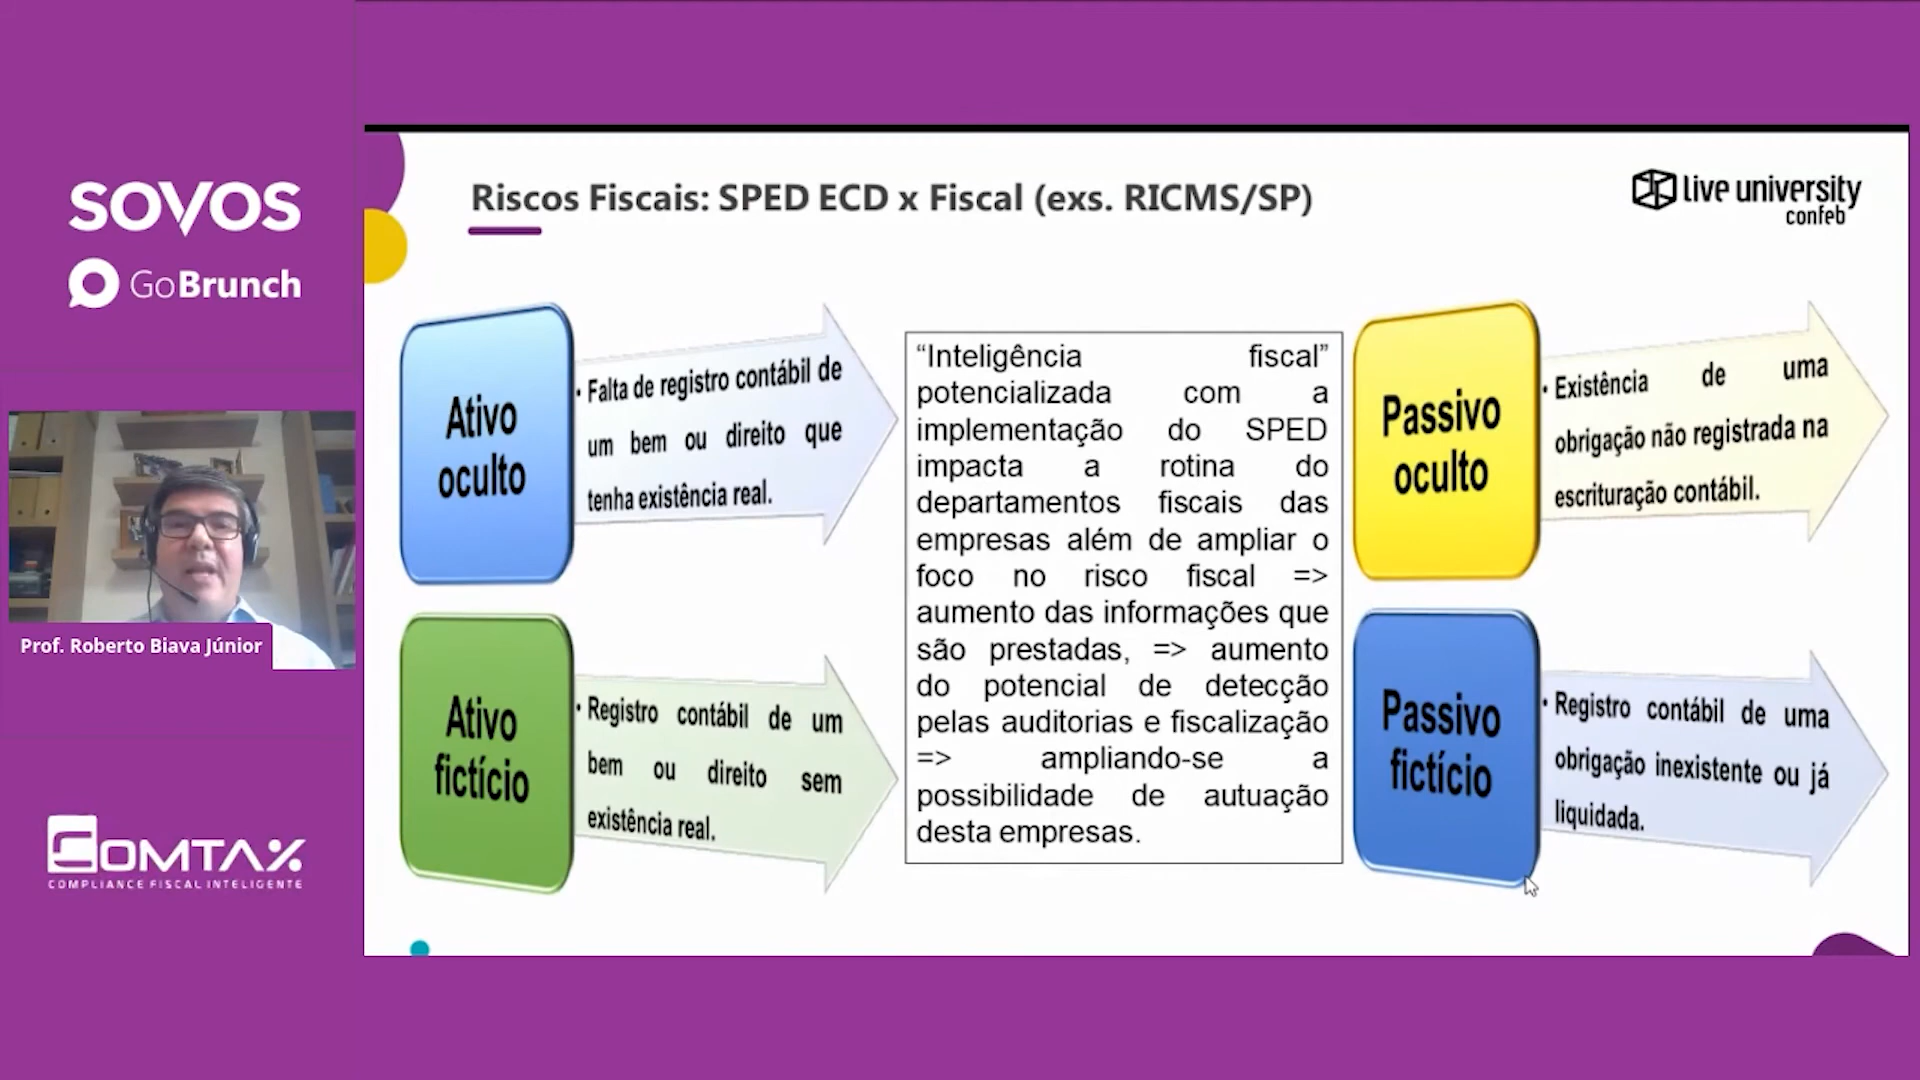 sovos
GoBrunch
Prof. Roberto Biava Júnior
COMTAX
COMPLIANCE FISCAL INTELIGENTE
Riscos Fiscais: SPED ECD x Fiscal (exs. RICMS/SP)
live university
confeb
Ativo
oculto
• Falta de registro contábil de
um bem ou direito que
tenha existência real.
Ativo
fictício
• Registro contábil de um
bem ou direito sem
existência real.
“Inteligência fiscal”
potencializada com a
implementação do SPED
impacta a rotina do
departamentos fiscais das
empresas além de ampliar o
foco no risco fiscal =>
aumento das informações que
são prestadas, => aumento
do potencial de detecção
pelas auditorias e fiscalização
=> ampliando-se a
possibilidade de autuação
desta empresas.
Passivo
oculto
• Existência de uma
obrigação não registrada na
escrituração contábil.
Passivo
fictício
• Registro contábil de uma
obrigação inexistente ou já
liquidada.